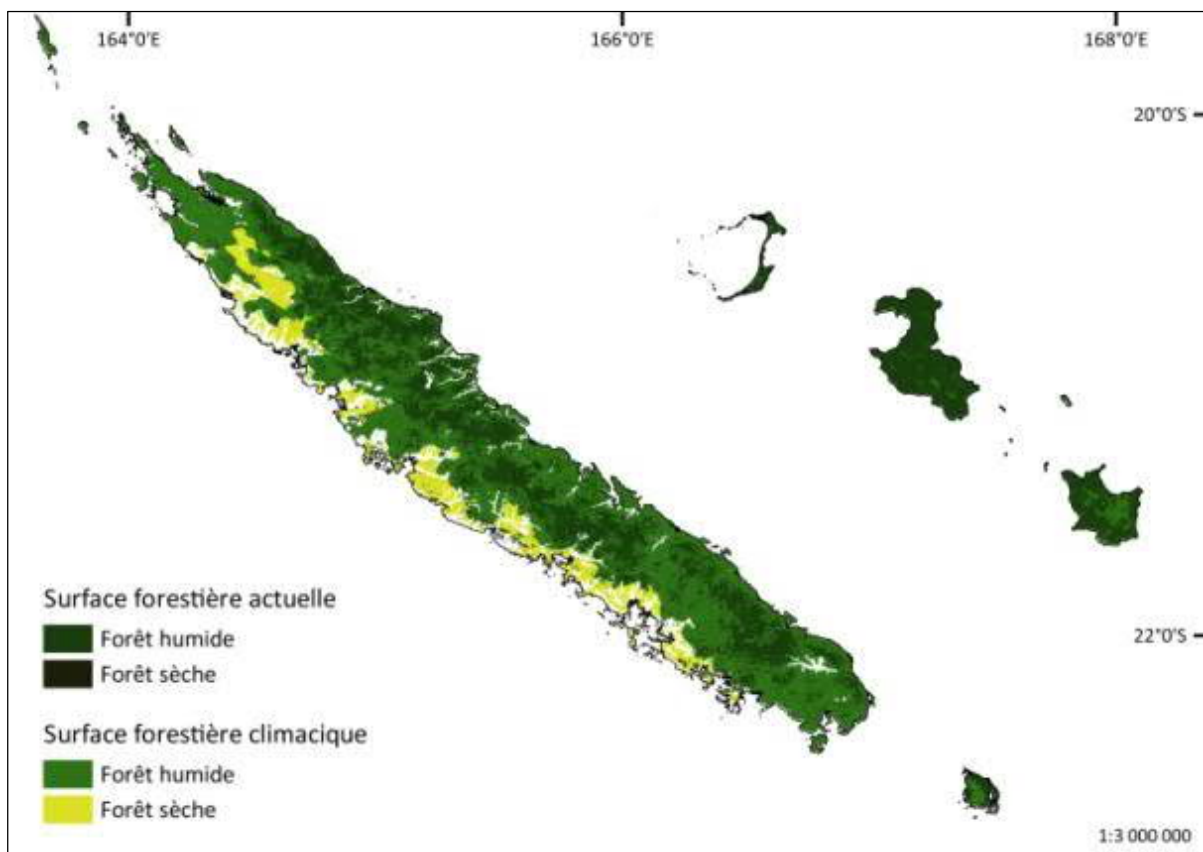 164°0'E
166°0'E
168°0'E
20°0'S
22°0'S
Surface forestière actuelle
Forêt humide
Forêt sèche
Surface forestière climacique
Forêt humide
Forêt sèche
1:3 000 000